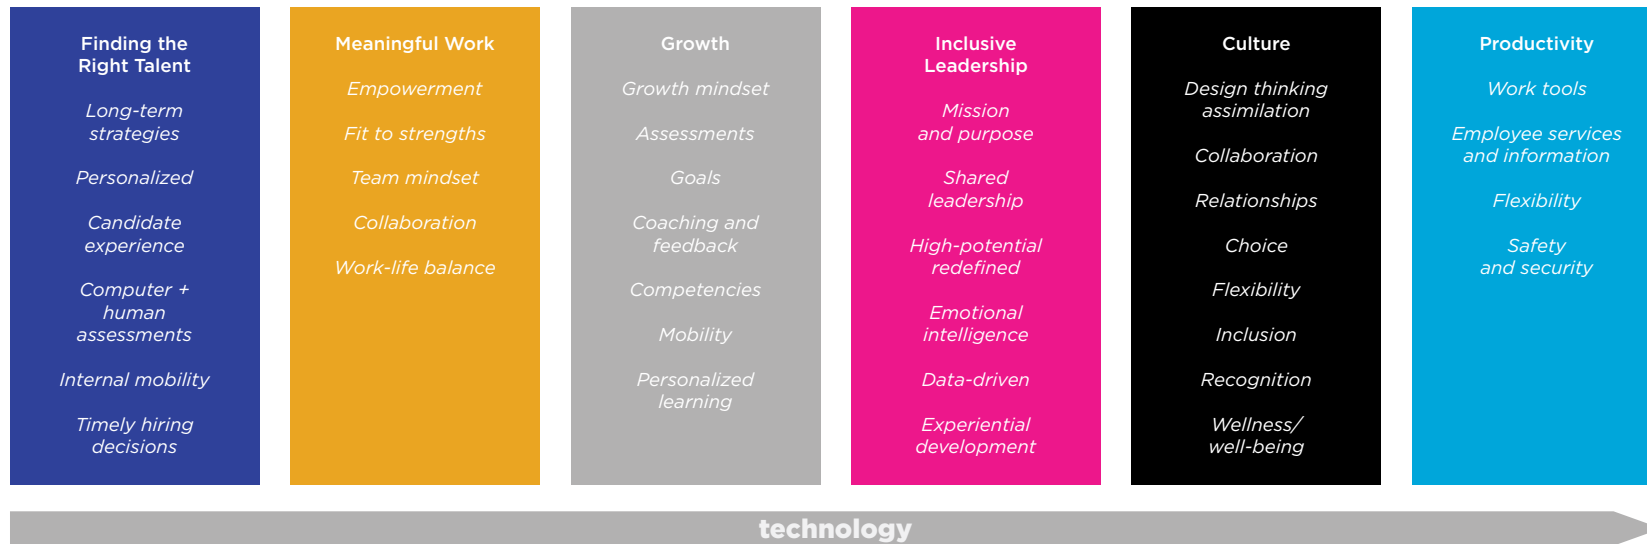 Finding the
Right Talent
Long-term
strategies
Personalized
Candidate
experience
Computer +
human
assessments
Internal mobility
Timely hiring
decisions
Meaningful Work
Empowerment
Fit to strengths
Team mindset
Collaboration
Work-life balance
Growth
Growth mindset
Assessments
Goals
Coaching and
feedback
Competencies
Mobility
Personalized
learning
Inclusive
Leadership
Mission
and purpose
Shared
leadership
High-potential
redefined
Emotional
intelligence
Data-driven
Experiential
development
Culture
Design thinking
assimilation
Collaboration
Relationships
Choice
Flexibility
Inclusion
Recognition
Wellness/
well-being
Productivity
Work tools
Employee services
and information
Flexibility
Safety
and security
technology